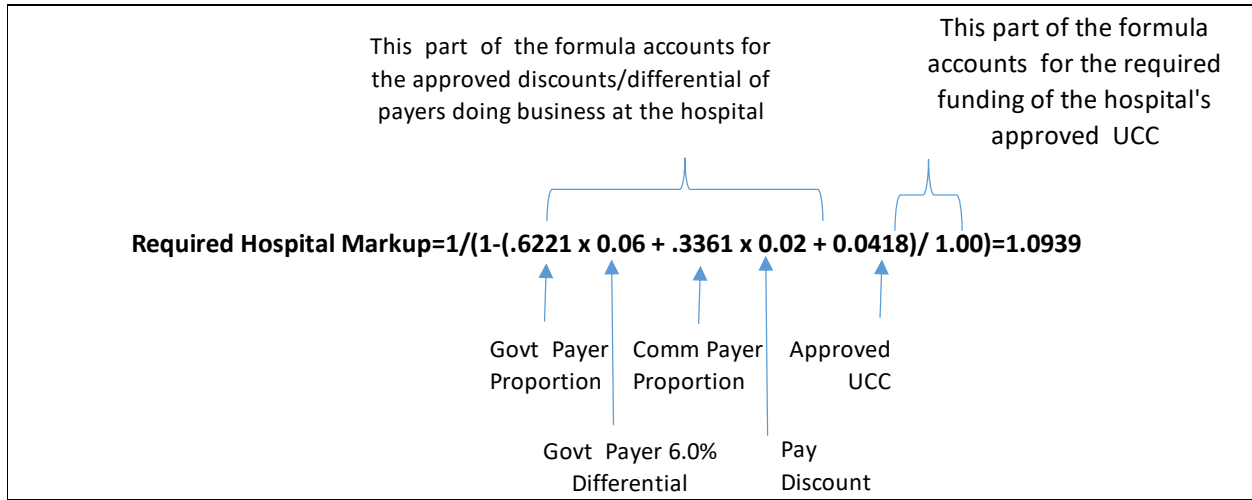 This part of the formula accounts for
the approved discounts/differential of
payers doing business at the hospital
This part of the formula
accounts for the required
funding of the hospital's
approved UCC
Required Hospital Markup=1/(1-(.6221 x 0.06 + .3361 x 0.02 + 0.0418)/ 1.00)=1.0939
Govt Payer
Proportion
Comm Payer
Proportion
Approved
UCC
Govt Payer 6.0%
Differential
Pay
Discount